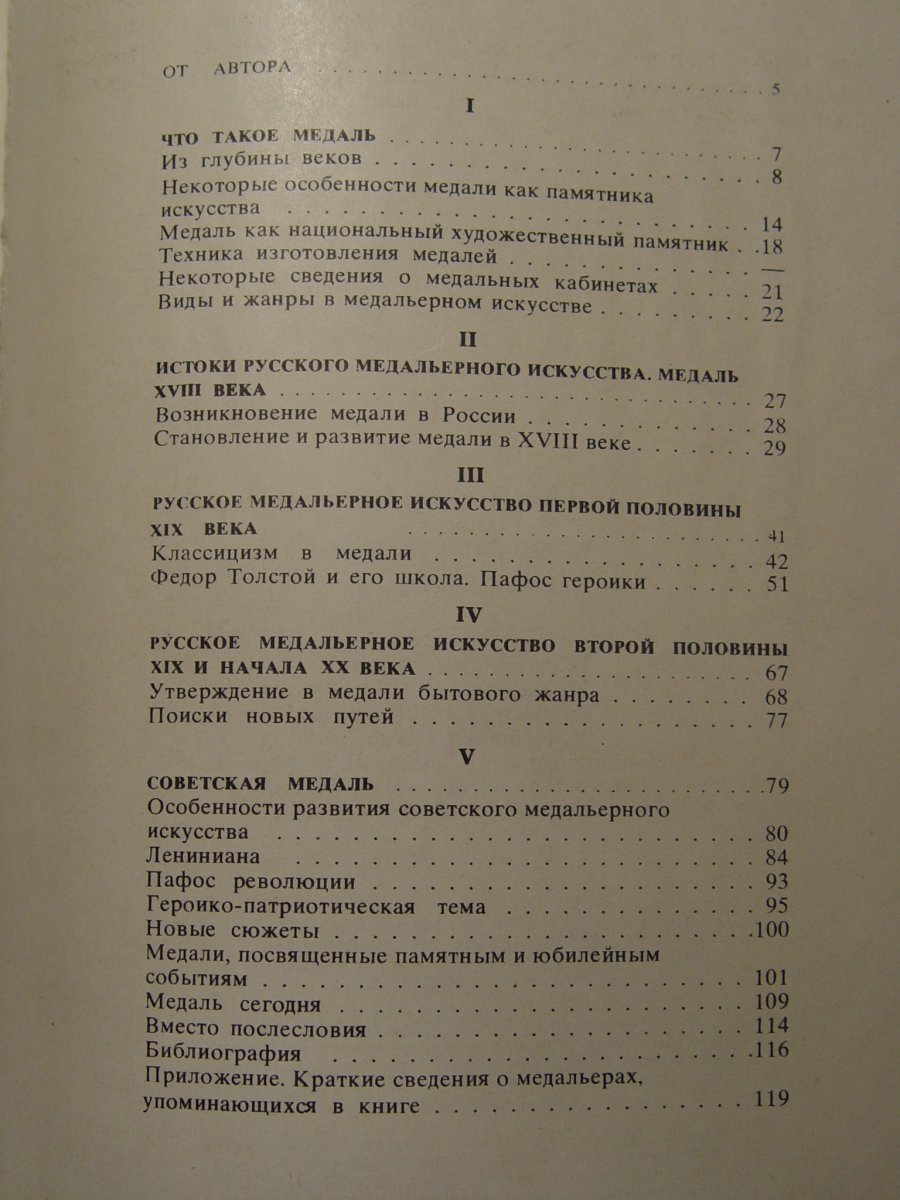 ОТ АВТОРА . . . . . . . . . . . . . . . . . . . . . . . . . . . . 5
I
ЧТО ТАКОЕ МЕДАЛЬ . . . . . . . . . . . . . . . . . . . . . 7
Из глубины веков . . . . . . . . . . . . . . . . . . . . 8
Некоторые особенности медали как памятника
искусства . . . . . . . . . . . . . . . . . . . . . . . 14
Медаль как национальный художественный памятник . . 18
Техника изготовления медалей . . . . . . . . . . . . —
Некоторые сведения о медальных кабинетах . . . . . 21
Виды и жанры в медальерном искусстве . . . . . . . . . 22
II
ИСТОКИ РУССКОГО МЕДАЛЬЕРНОГО ИСКУССТВА. МЕДАЛЬ
XVIII ВЕКА . . . . . . . . . . . . . . . . . . . . . . . . . . . 27
Возникновение медали в России . . . . . . . . . . . . 28
Становление и развитие медали в XVIII веке . . . . . . . 29
III
РУССКОЕ МЕДАЛЬЕРНОЕ ИСКУССТВО ПЕРВОЙ ПОЛОВИНЫ
XIX ВЕКА . . . . . . . . . . . . . . . . . . . . . 41
Классицизм в медали . . . . . . . . . . . . . . . . 42
Федор Толстой и его школа. Пафос героики . . . . . . 51
IV
РУССКОЕ МЕДАЛЬЕРНОЕ ИСКУССТВО ВТОРОЙ ПОЛОВИНЫ
XIX И НАЧАЛА XX ВЕКА . . . . . . . . . . . . . . . . . . . 67
Утверждение в медали бытового жанра . . . . . . . . 68
Поиски новых путей . . . . . . . . . . . . . . . . . . 77
V
СОВЕТСКАЯ МЕДАЛЬ . . . . . . . . . . . . . . . . . . . . . . 79
Особенности развития советского медальерного
искусства . . . . . . . . . . . . . . . . . . . . . . . 80
Лениниана . . . . . . . . . . . . . . . . . . . . . . 84
Пафос революции . . . . . . . . . . . . . . . . . . . 93
Героико-патриотическая тема . . . . . . . . . . . . . 95
Новые сюжеты . . . . . . . . . . . . . . . . . . . . . 100
Медали, посвященные памятным и юбилейным
событиям . . . . . . . . . . . . . . . . . . . . . . . . 101
Медаль сегодня . . . . . . . . . . . . . . . . . . . . 109
Вместо послесловия . . . . . . . . . . . . . . . . . . 114
Библиография . . . . . . . . . . . . . . . . . . . . . 116
Приложение. Краткие сведения о медальерах,
упоминающихся в книге . . . . . . . . . . . . . . . . 119